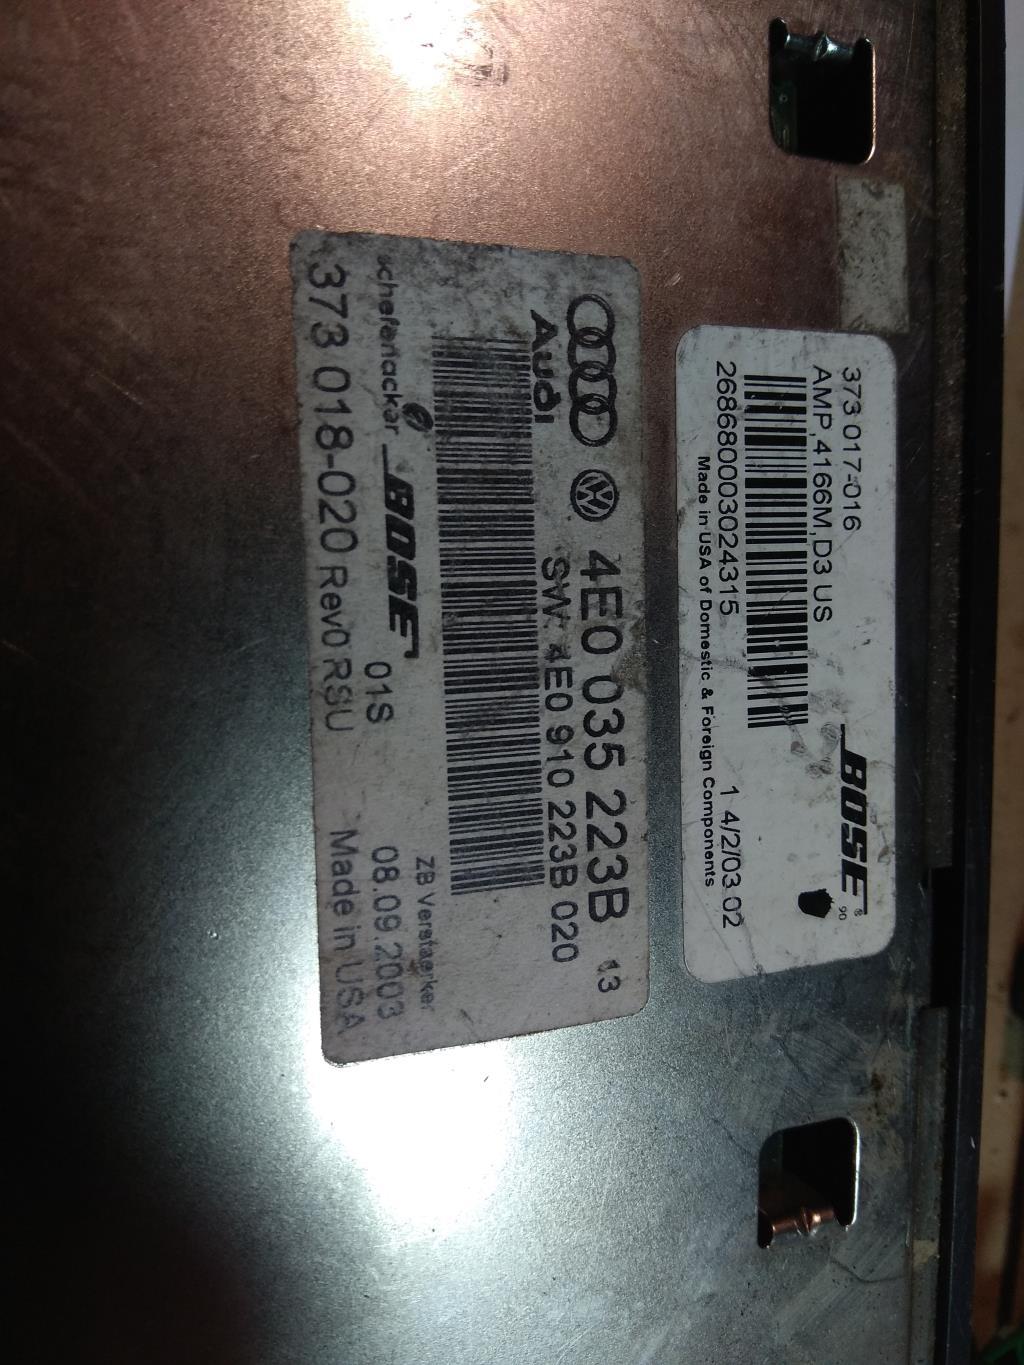 373 017-016
AMP,4166M,D3 US
BOSE
®
90
268680003024315
1 4/2/03 02
Made in USA of Domestic & Foreign Components
Audi
4E0 035 223B 13
SW: 4E0 910 223B 020
schefenacker BOSE
ZB Verstaerker
01S
08.09.2003
373 018-020 Rev0 RSU
Made in USA